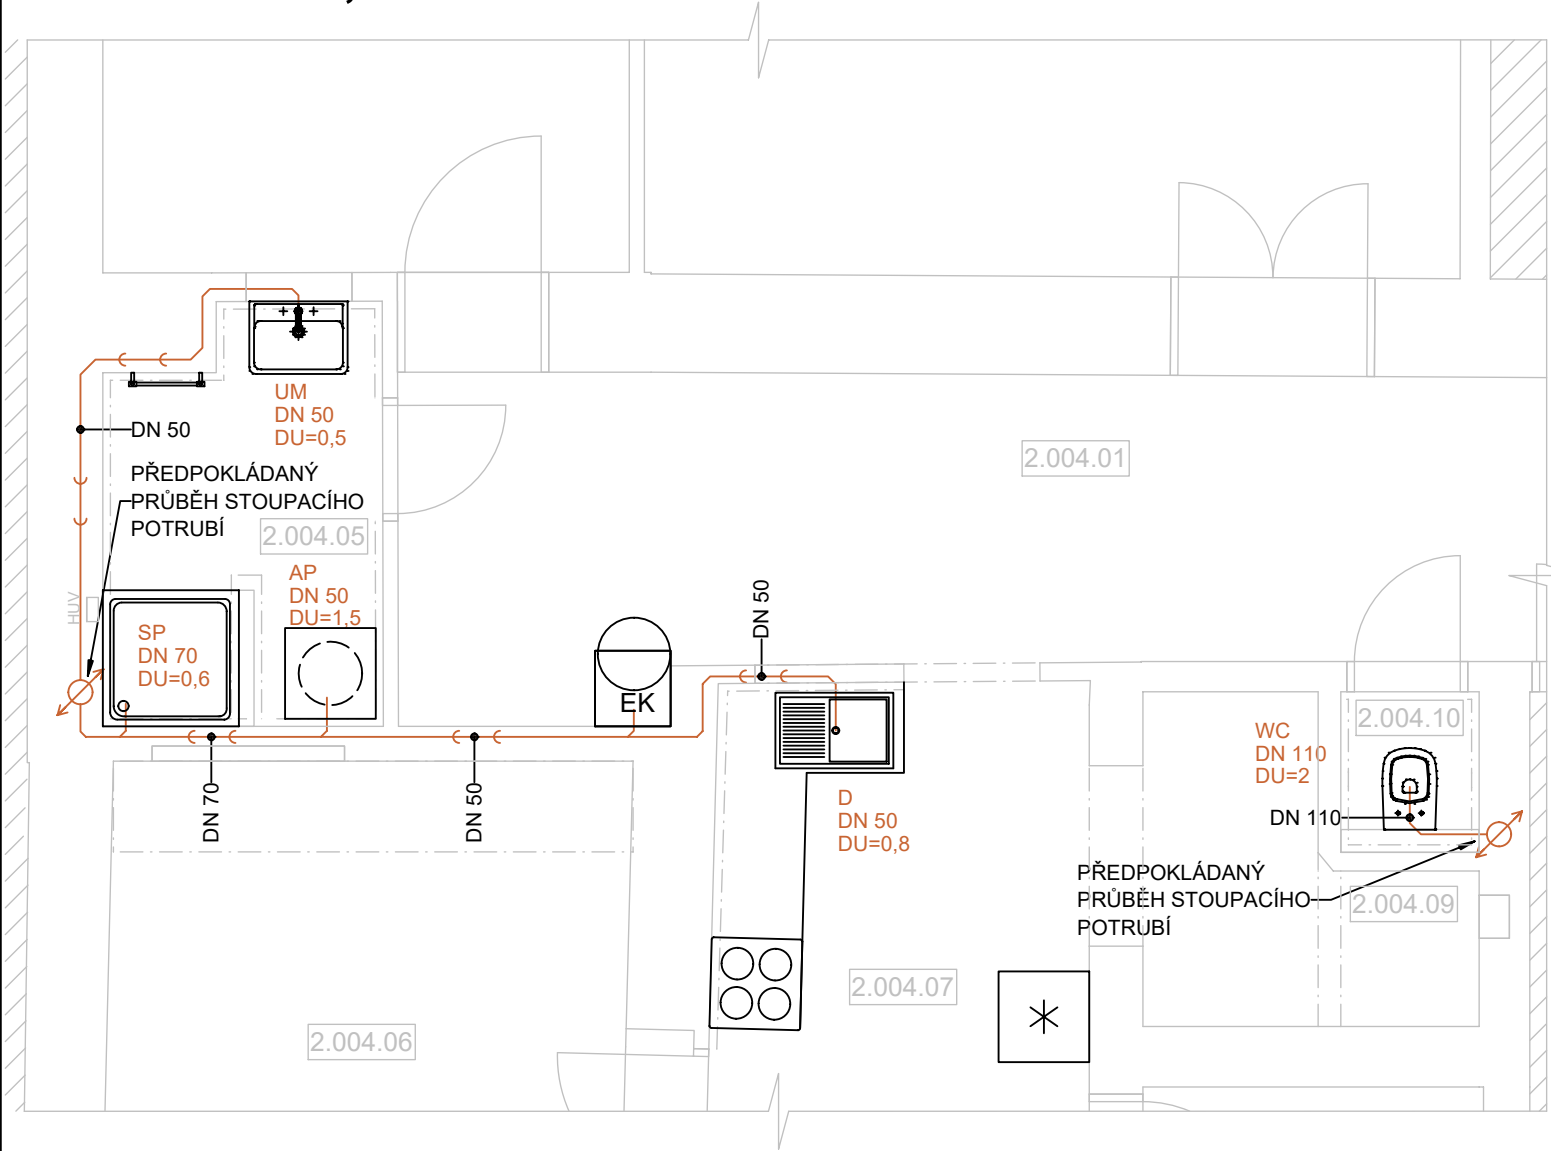 UM
DN 50
DU=0,5
DN 50
PŘEDPOKLÁDANÝ
PRŮBĚH STOUPACÍHO
POTRUBÍ
2.004.05
2.004.01
AP
DN 50
DU=1,5
HUV
SP
DN 70
DU=0,6
DN 50
EK
DN 70
DN 50
D
DN 50
DU=0,8
WC
DN 110
DU=2
2.004.10
DN 110
PŘEDPOKLÁDANÝ
PRŮBĚH STOUPACÍHO
POTRUBÍ
2.004.09
2.004.07
2.004.06